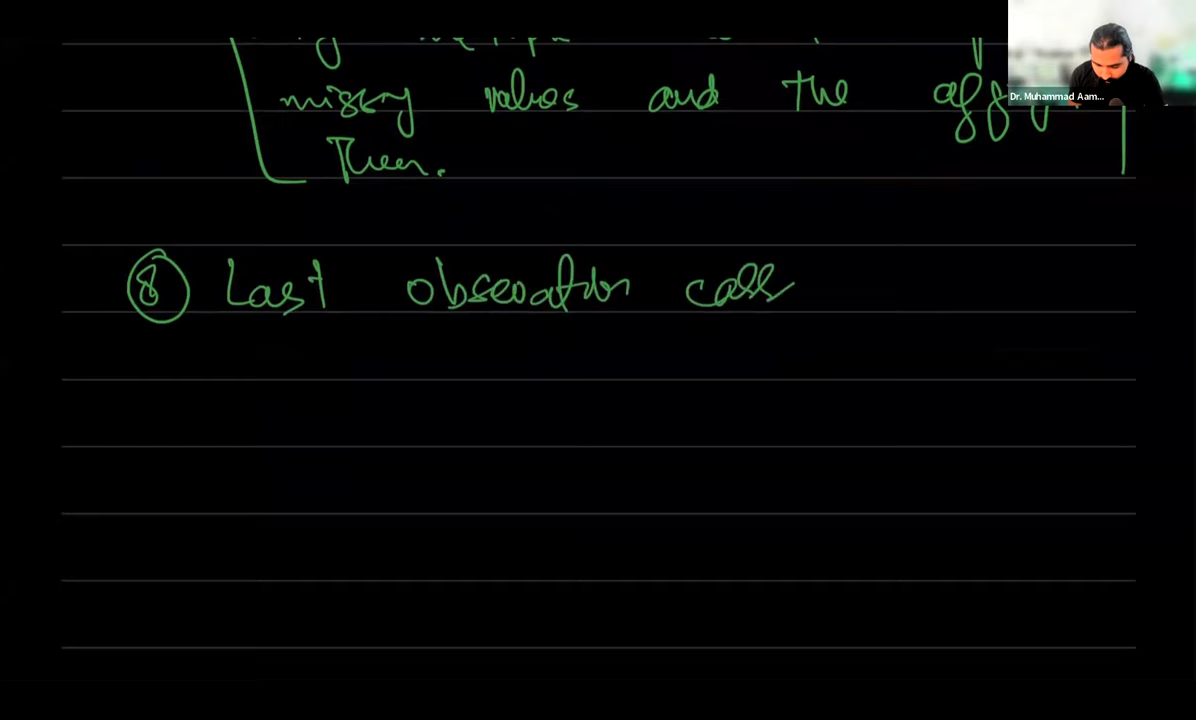 missing values and the
Then.
⑧ Last observation carr
Dr. Muhammad Aam...